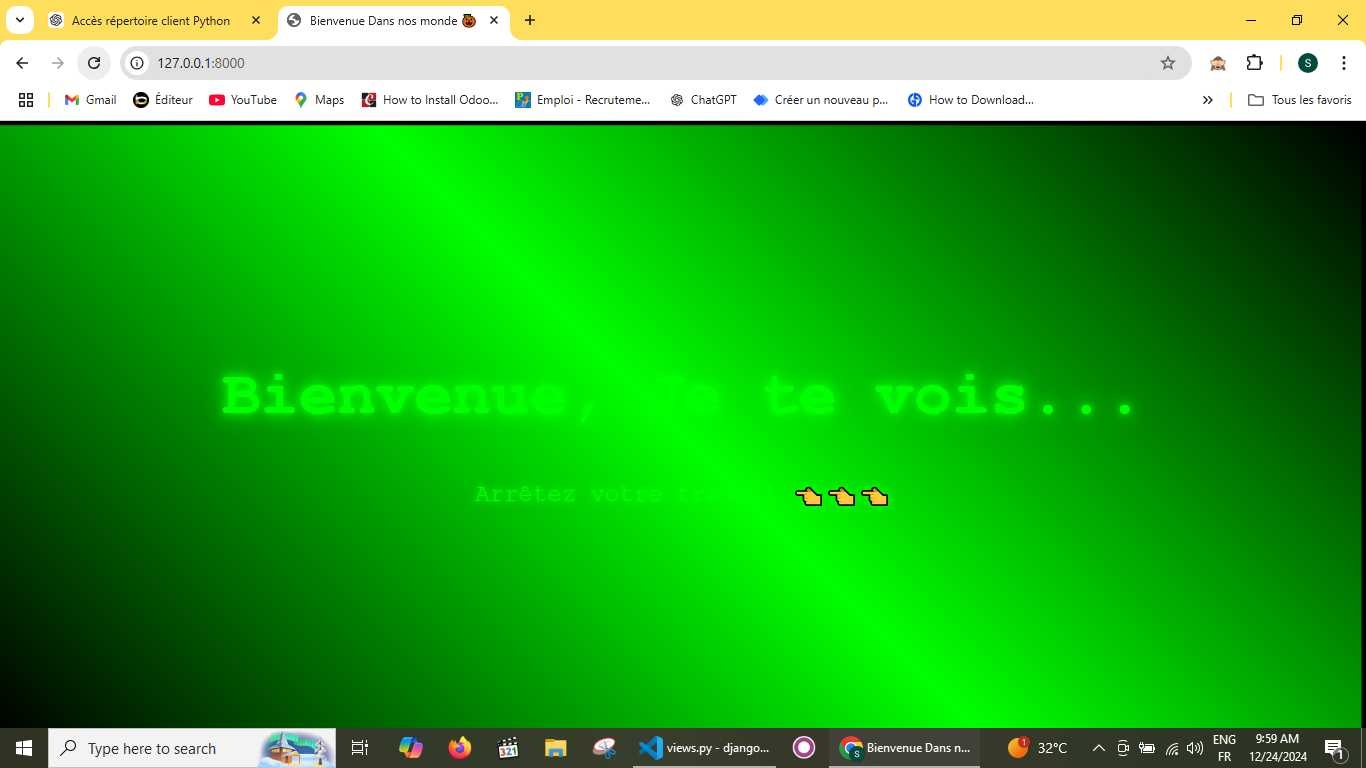 Accès répertoire client Python
Bienvenue Dans nos monde
127.0.0.1:8000
S
Gmail
Éditeur
YouTube
Maps
How to Install Odoo...
Emploi - Recruteme...
ChatGPT
Créer un nouveau p...
How to Download...
Tous les favoris
Bienvenue, Je te vois...
Arrêtez votre
Type here to search
views.py - django...
Bienvenue Dans n...
32°C
ENG
FR
9:59 AM
12/24/2024
1